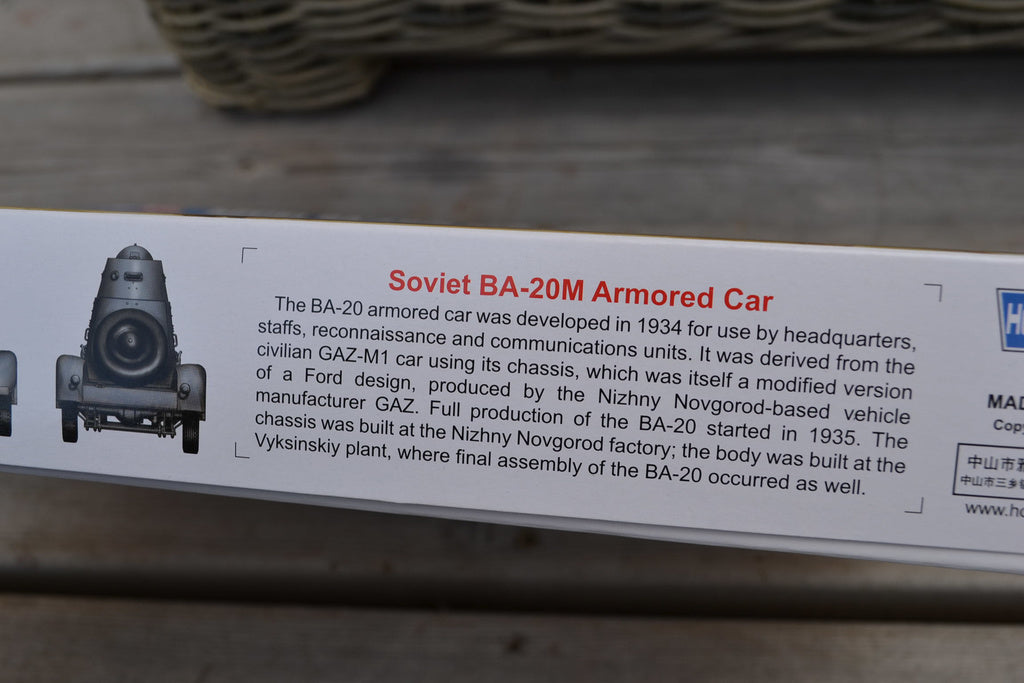 Soviet BA-20M Armored Car
The BA-20 armored car was developed in 1934 for use by headquarters,
staffs, reconnaissance and communications units. It was derived from the
civilian GAZ-M1 car using its chassis, which was itself a modified version
of a Ford design, produced by the Nizhny Novgorod-based vehicle
manufacturer GAZ. Full production of the BA-20 started in 1935. The
chassis was built at the Nizhny Novgorod factory; the body was built at the
Vyksinskiy plant, where final assembly of the BA-20 occurred as well.
H
MAD
Copy
中山市雅
中山市三乡
www.ho